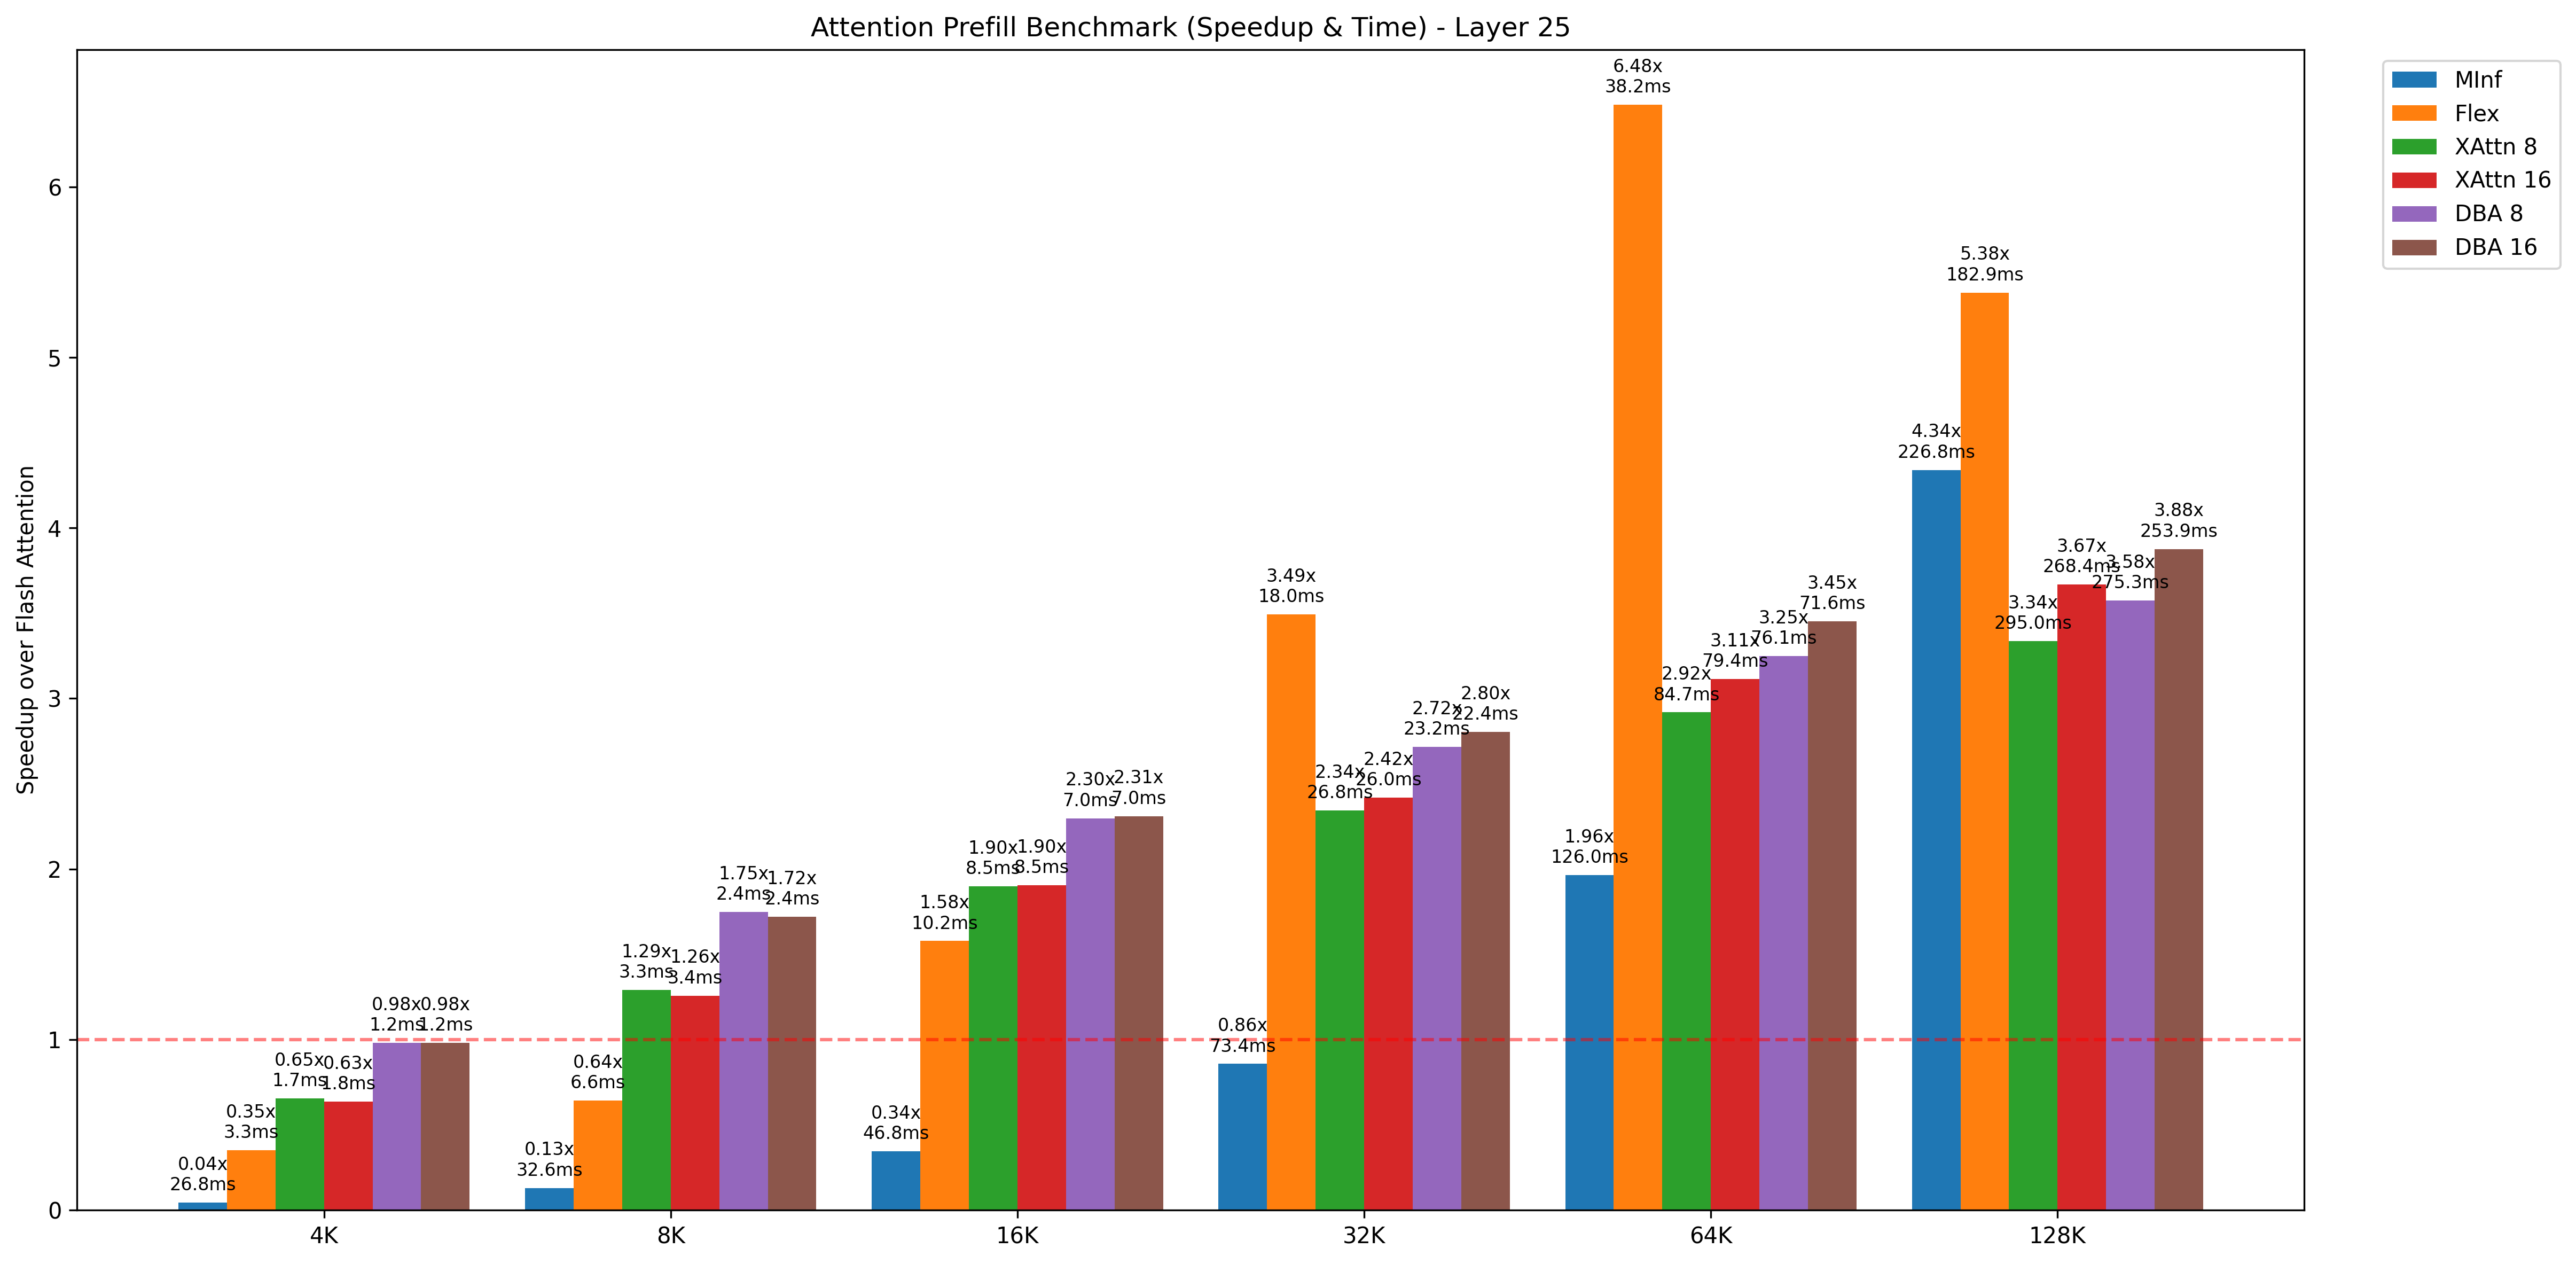 Attention Prefill Benchmark (Speedup & Time) - Layer 25
Speedup over Flash Attention
6
5
4
3
2
1
0
0.04x
26.8ms
0.35x
3.3ms
0.65x
1.7ms
0.63x
1.8ms
0.98x
1.2ms
0.98x
1.2ms
0.13x
32.6ms
0.64x
6.6ms
1.29x
3.3ms
1.26x
3.4ms
1.75x
2.4ms
1.72x
2.4ms
0.34x
46.8ms
1.58x
10.2ms
1.90x
8.5ms
1.90x
8.5ms
2.30x
7.0ms
2.31x
7.0ms
0.86x
73.4ms
3.49x
18.0ms
2.34x
26.8ms
2.42x
26.0ms
2.72x
23.2ms
2.80x
22.4ms
1.96x
126.0ms
6.48x
38.2ms
2.92x
84.7ms
3.11x
79.4ms
3.25x
76.1ms
3.45x
71.6ms
4.34x
226.8ms
5.38x
182.9ms
3.34x
295.0ms
3.67x
268.4ms
3.58x
275.3ms
3.88x
253.9ms
4K
8K
16K
32K
64K
128K
MInf
Flex
XAttn 8
XAttn 16
DBA 8
DBA 16